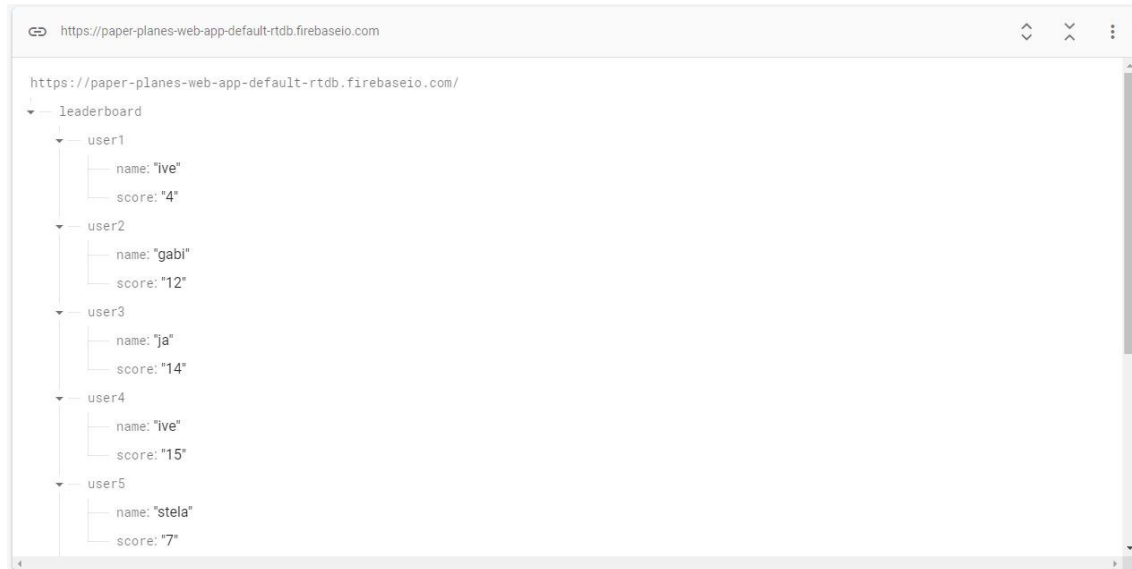 https://paper-planes-web-app-default-rtdb.firebaseio.com
https://paper-planes-web-app-default-rtdb.firebaseio.com/
leaderboard
user1
name: "ive"
score: "4"
user2
name: "gabi"
score: "12"
user3
name: "ja"
score: "14"
user4
name: "ive"
score: "15"
user5
name: "stela"
score: "7"